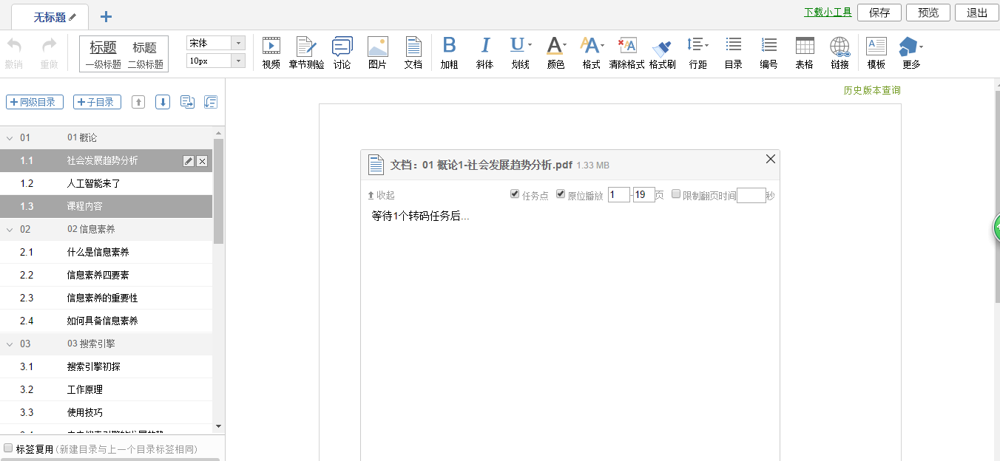 无标题
下载小工具 保存 预览 退出
撤销 重做 标题 一级标题 标题 二级标题 宋体 10px 视频 章节测验 讨论 图片 文档 B 加粗 I 斜体 U 划线 A 颜色 AA 格式 清除格式 格式刷 行距 目录 编号 表格 链接 模板 更多
历史版本查询
+同级目录 +子目录
01 01 概论
1.1 社会发展趋势分析
1.2 人工智能来了
1.3 课程内容
02 02 信息素养
2.1 什么是信息素养
2.2 信息素养四要素
2.3 信息素养的重要性
2.4 如何具备信息素养
03 03 搜索引擎
3.1 搜索引擎初探
3.2 工作原理
3.3 使用技巧
标签复用 (新建目录与上一个目录标签相同)
文档：01 概论1-社会发展趋势分析.pdf 1.33 MB
收起 任务点 原位播放 1 - 19 页 限制翻页时间 秒
等待1个转码任务后...